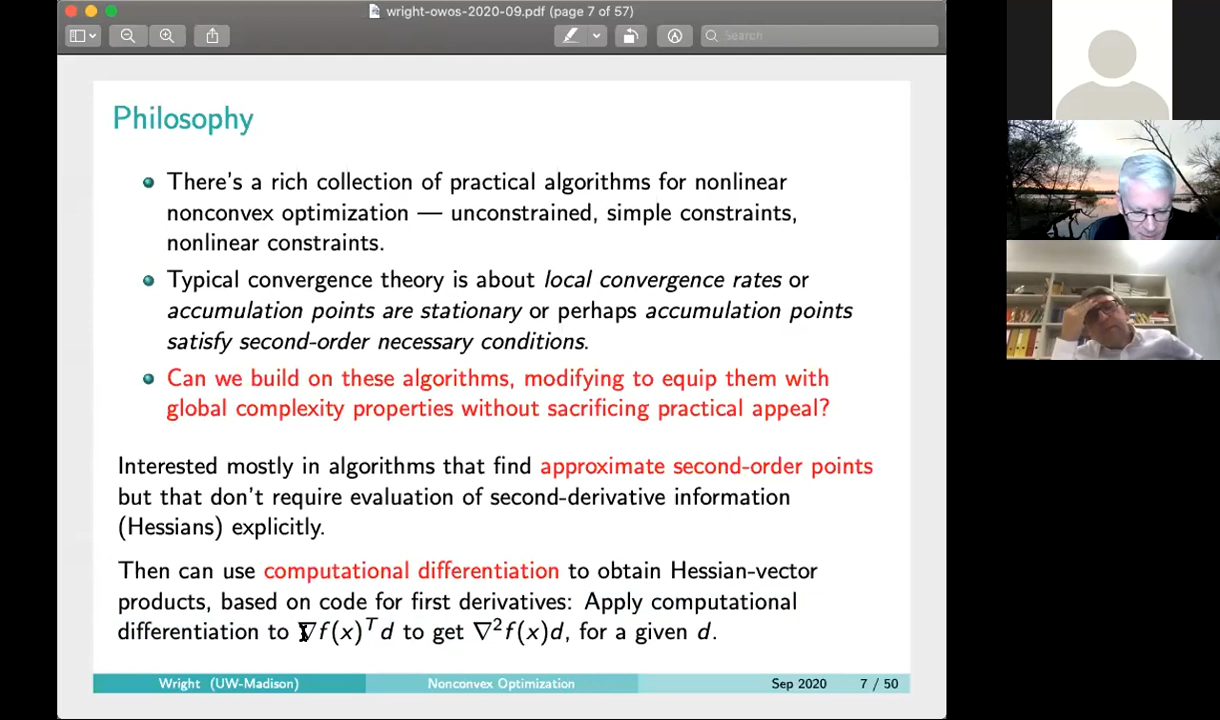 wright-owos-2020-09.pdf (page 7 of 57)
Search
Philosophy
There's a rich collection of practical algorithms for nonlinear
nonconvex optimization — unconstrained, simple constraints,
nonlinear constraints.
Typical convergence theory is about local convergence rates or
accumulation points are stationary or perhaps accumulation points
satisfy second-order necessary conditions.
Can we build on these algorithms, modifying to equip them with
global complexity properties without sacrificing practical appeal?
Interested mostly in algorithms that find approximate second-order points
but that don't require evaluation of second-derivative information
(Hessians) explicitly.
Then can use computational differentiation to obtain Hessian-vector
products, based on code for first derivatives: Apply computational
differentiation to ∇f(x)ᵀd to get ∇²f(x)d, for a given d.
Wright (UW-Madison) Nonconvex Optimization Sep 2020 7 / 50